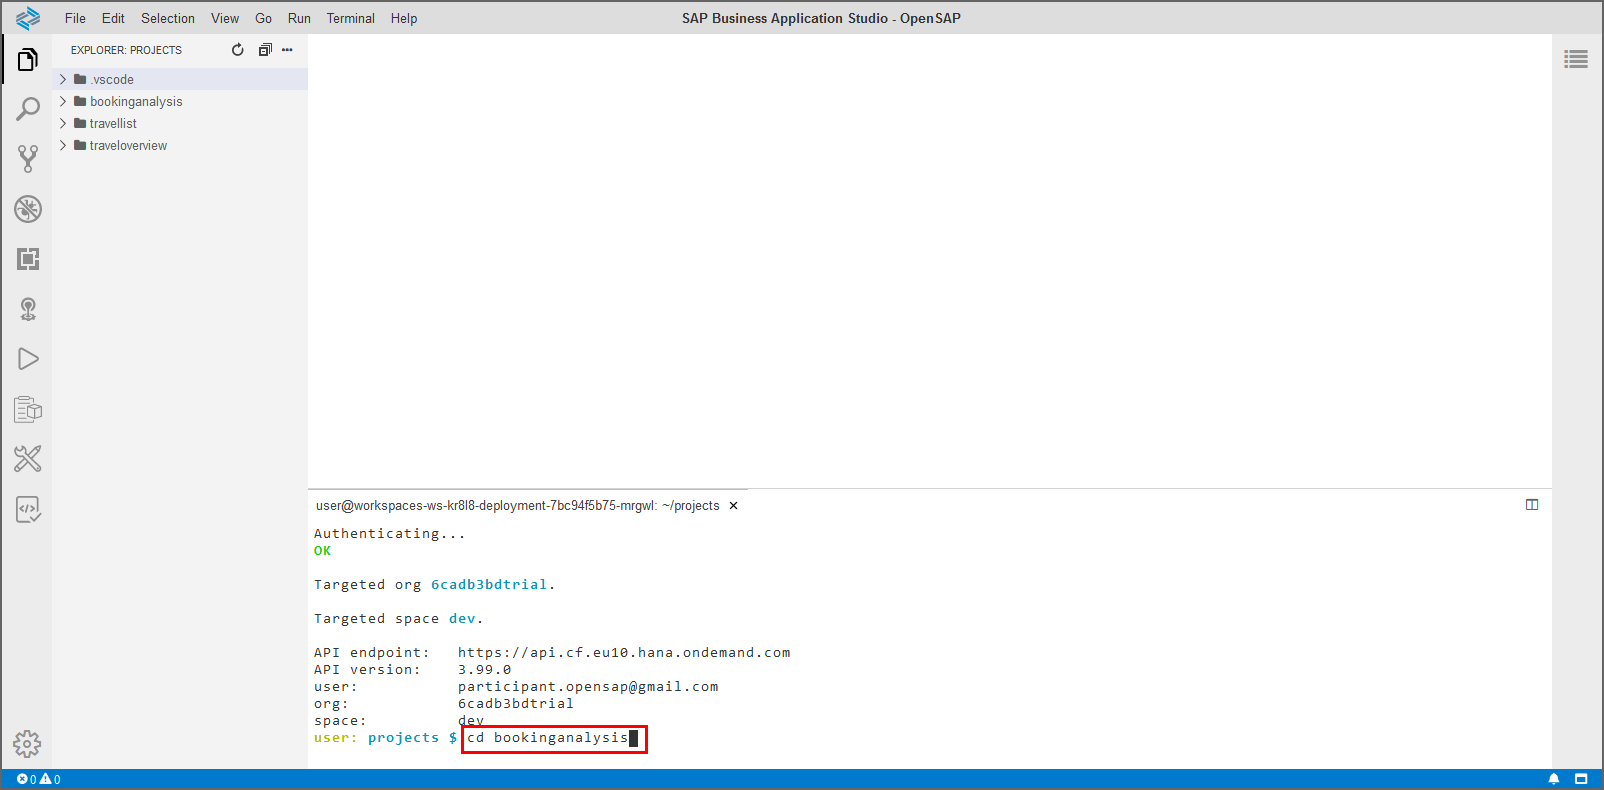 File Edit Selection View Go Run Terminal Help
SAP Business Application Studio - OpenSAP
EXPLORER: PROJECTS
.vscode
bookinganalysis
travellist
traveloverview
user@workspaces-ws-kr8l8-deployment-7bc94f5b75-mrgwl: ~/projects
Authenticating...
OK
Targeted org 6cadb3bdtrial.
Targeted space dev.
API endpoint: https://api.cf.eu10.hana.ondemand.com
API version: 3.99.0
user: participant.opensap@gmail.com
org: 6cadb3bdtrial
space: dev
user: projects $ cd bookinganalysis
0 0